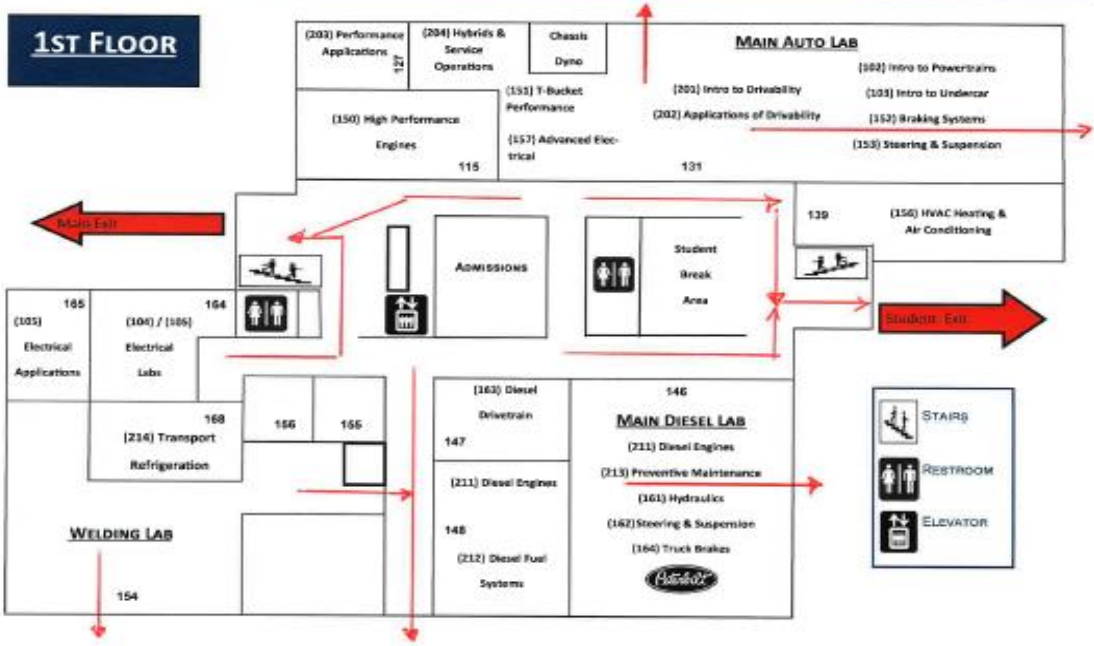 1ST FLOOR
(203) Performance
Applications
127
(204) Hybrids &
Service
Operations
Chassis
Dyno
MAIN AUTO LAB
(102) Intro to Powertrains
(103) Intro to Undercar
(152) Braking Systems
(153) Steering & Suspension
(201) Intro to Drivability
(202) Applications of Drivability
(151) T-Bucket
Performance
(157) Advanced Elec-
trical
131
(150) High Performance
Engines
115
Main Exit
ADMISSIONS
Student
Break
Area
139
(156) HVAC Heating &
Air Conditioning
Student Exit
165
(105)
Electrical
Applications
164
(104) / (105)
Electrical
Labs
168
(214) Transport
Refrigeration
156
155
WELDING LAB
154
(163) Diesel
Drivetrain
147
(211) Diesel Engines
148
(212) Diesel Fuel
Systems
146
MAIN DIESEL LAB
(211) Diesel Engines
(213) Preventive Maintenance
(161) Hydraulics
(162)Steering & Suspension
(164) Truck Brakes
Peterbilt
STAIRS
RESTROOM
ELEVATOR